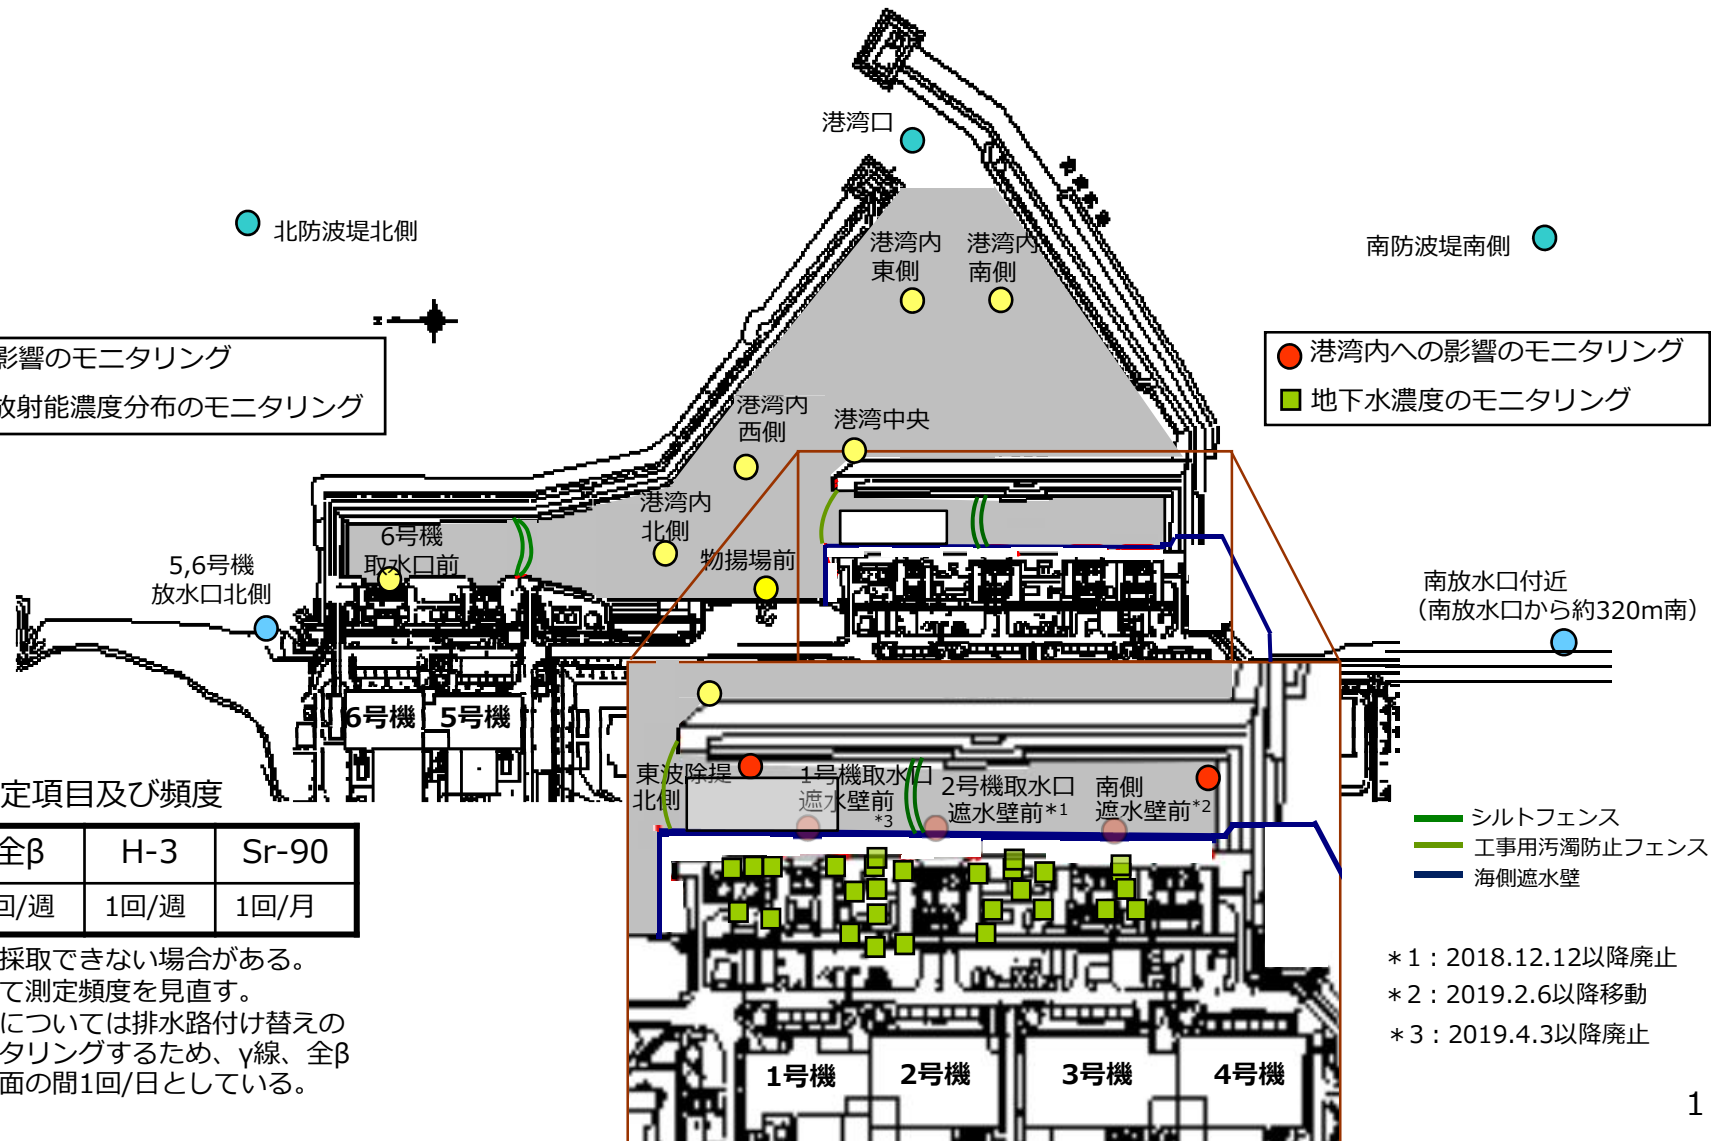 港湾口
北防波堤北側
港湾内
東側
港湾内
南側
南防波堤南側
影響のモニタリング
放射能濃度分布のモニタリング
港湾内への影響のモニタリング
地下水濃度のモニタリング
港湾内
西側
港湾中央
港湾内
北側
6号機
取水口前
物揚場前
5,6号機
放水口北側
南放水口付近
（南放水口から約320m南）
6号機
5号機
東波除堤
北側
1号機取水口
遮水壁前
*3
2号機取水口
遮水壁前*1
南側
遮水壁前*2
シルトフェンス
工事用汚濁防止フェンス
海側遮水壁
定項目及び頻度
全β H-3 Sr-90
回/週 1回/週 1回/月
採取できない場合がある。
て測定頻度を見直す。
については排水路付け替えの
タリングするため、γ線、全β
面の間1回/日としている。
＊1：2018.12.12以降廃止
＊2：2019.2.6以降移動
＊3：2019.4.3以降廃止
1号機
2号機
3号機
4号機
1